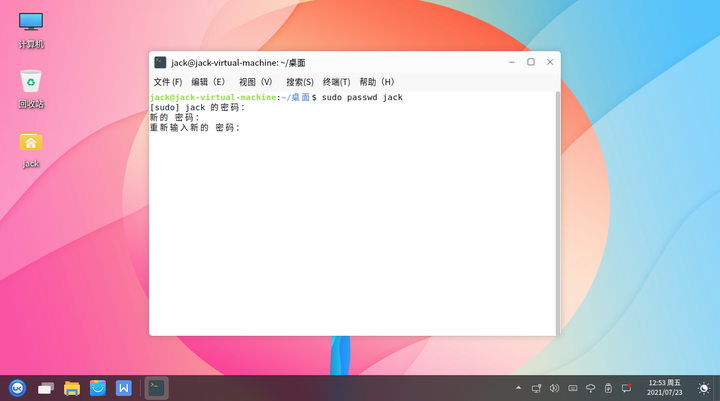 计算机
回收站
jack
jack@jack-virtual-machine: ~/桌面
文件 (F) 编辑（E） 视图（V） 搜索(S) 终端(T) 帮助（H）
jack@jack-virtual-machine:~/桌面$ sudo passwd jack
[sudo] jack 的密码：
新的 密码：
重新输入新的 密码：
12:53 周五
2021/07/23